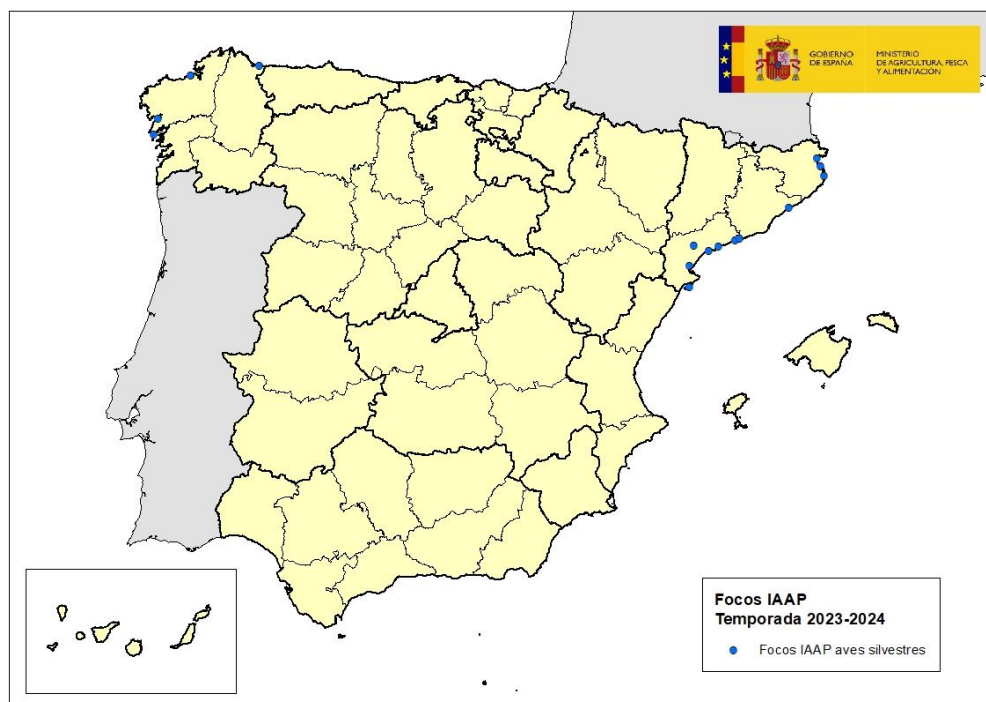 GOBIERNO
DE ESPAÑA
MINISTERIO
DE AGRICULTURA, PESCA
Y ALIMENTACIÓN
Focos IAAP
Temporada 2023-2024
Focos IAAP aves silvestres